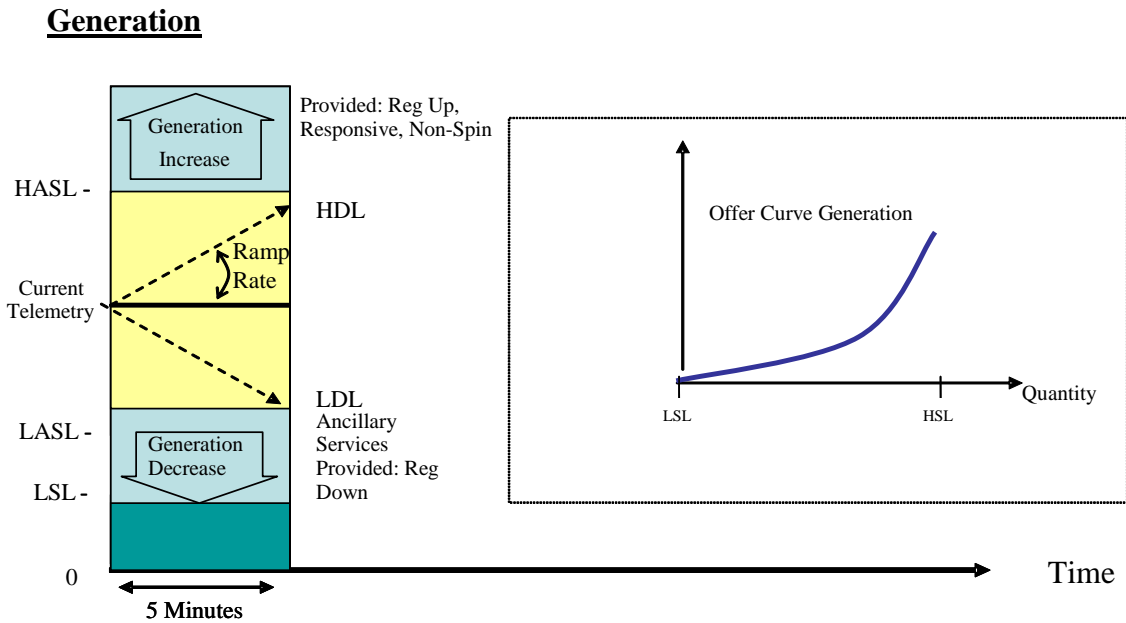 Generation
Provided: Reg Up,
Responsive, Non-Spin
Generation
Increase
HASL -
HDL
Ramp
Rate
Current
Telemetry
LDL
Ancillary
Services
Provided: Reg
Down
LASL -
Generation
Decrease
LSL -
0
5 Minutes
Time
Offer Curve Generation
Quantity
LSL
HSL